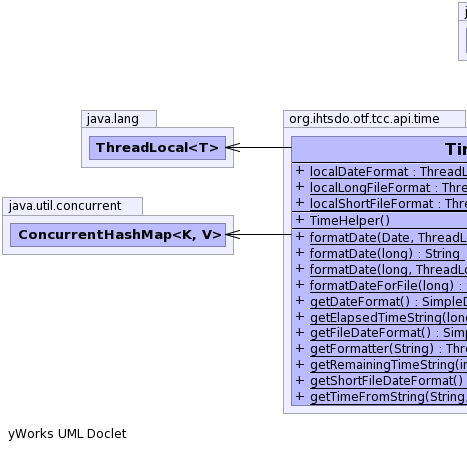 java.lang
ThreadLocal<T>
java.util.concurrent
ConcurrentHashMap<K, V>
org.ihtsdo.otf.tcc.api.time
+ localDateFormat : ThreadL
+ localLongFileFormat : Thre
+ localShortFileFormat : Thre
+ TimeHelper()
+ formatDate(Date, ThreadL
+ formatDate(long) : String
+ formatDate(long, ThreadLo
+ formatDateForFile(long) :
+ getDateFormat() : SimpleD
+ getElapsedTimeString(long
+ getFileDateFormat() : Simp
+ getFormatter(String) : Thre
+ getRemainingTimeString(in
+ getShortFileDateFormat()
+ getTimeFromString(String,
yWorks UML Doclet